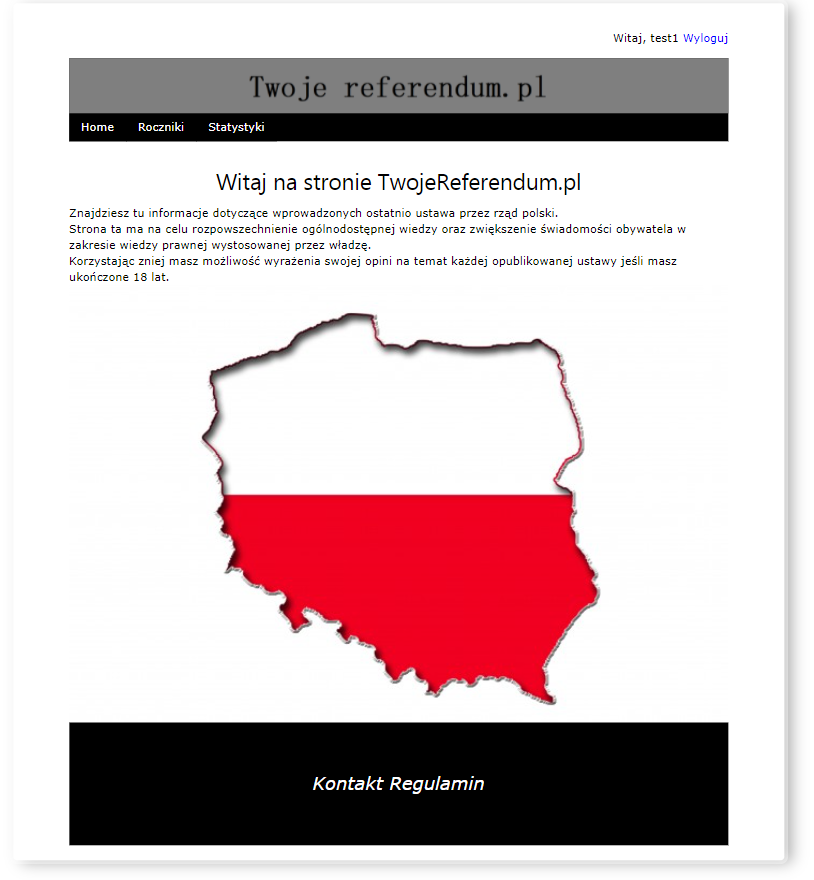 Witaj, test1 Wyloguj
Twoje referendum.pl
Home Roczniki Statystyki
Witaj na stronie TwojeReferendum.pl
Znajdziesz tu informacje dotyczące wprowadzonych ostatnio ustawa przez rząd polski.
Strona ta ma na celu rozpowszechnienie ogólnodostępnej wiedzy oraz zwiększenie świadomości obywatela w
zakresie wiedzy prawnej wystosowanej przez władzę.
Korzystając zniej masz możliwość wyrażenia swojej opini na temat każdej opublikowanej ustawy jeśli masz
ukończone 18 lat.
Kontakt Regulamin